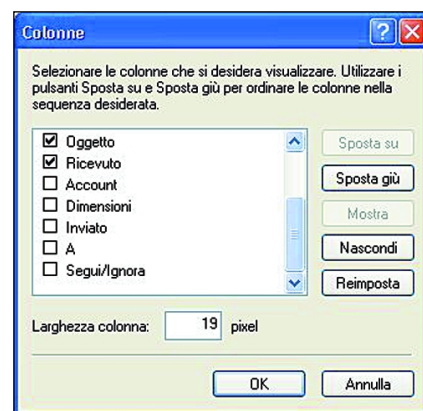 Colonne
Selezionare le colonne che si desidera visualizzare. Utilizzare i
pulsanti Sposta su e Sposta giù per ordinare le colonne nella
sequenza desiderata.
Oggetto
Ricevuto
Account
Dimensioni
Inviato
A
Segui/Ignora
Sposta su
Sposta giù
Mostra
Nascondi
Reimposta
Larghezza colonna: 19 pixel
OK Annulla